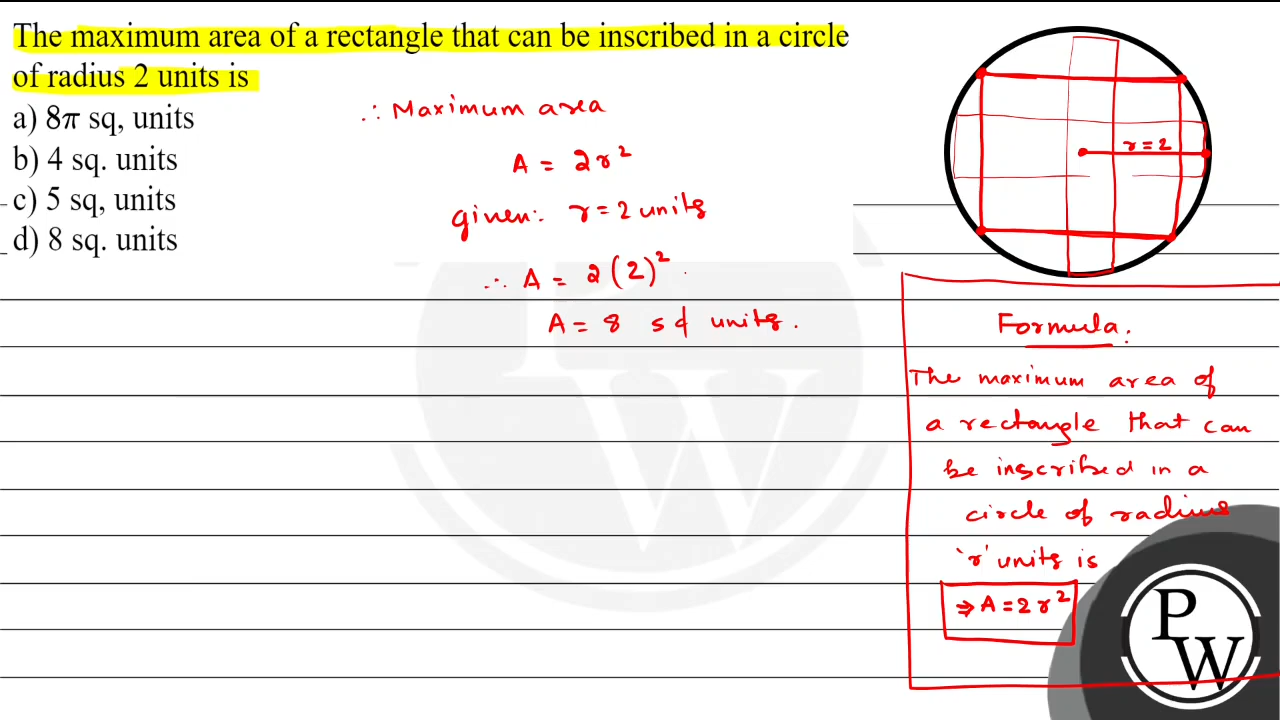 The maximum area of a rectangle that can be inscribed in a circle
of radius 2 units is
a) 8π sq, units
b) 4 sq. units
c) 5 sq, units
d) 8 sq. units
∴ Maximum area
A = 2r²
given: r = 2 units
∴ A = 2(2)².
A = 8 sq units.
r = 2
Formula:
The maximum area of
a rectangle that can
be inscribed in a
circle of radius
'r' units is
⇒ A = 2r²
P
W
P
W